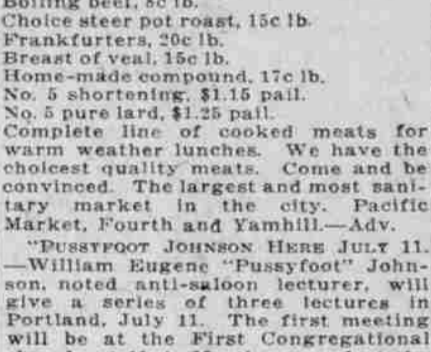 Boiling beef, 8c lb.
Choice steer pot roast, 15c lb.
Frankfurters, 20c lb.
Breast of veal, 15c lb.
Home-made compound, 17c lb.
No. 5 shortening, $1.15 pail.
No. 5 pure lard, $1.25 pail.
Complete line of cooked meats for
warm weather lunches. We have the
choicest quality meats. Come and be
convinced. The largest and most sani-
tary market in the city. Pacific
Market, Fourth and Yamhill.—Adv.
"PUSSYFOOT JOHNSON HERE JULY 11.
—William Eugene "Pussyfoot" John-
son, noted anti-saloon lecturer, will
give a series of three lectures in
Portland, July 11. The first meeting
will be at the First Congregational